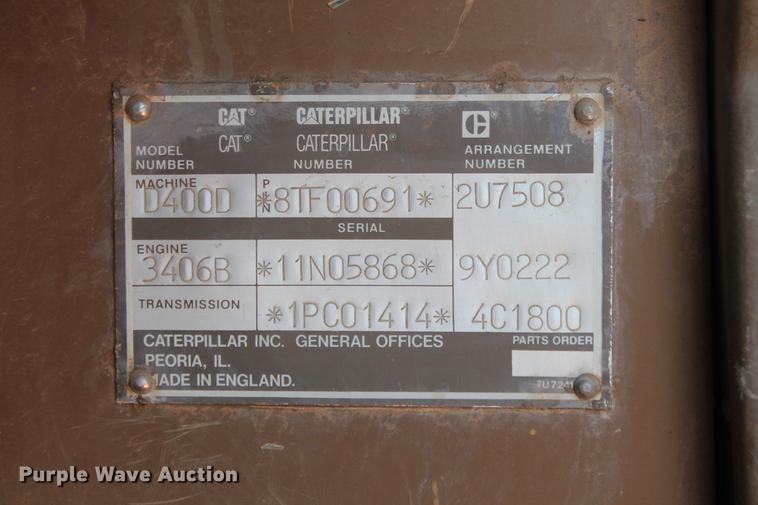 CAT® CATERPILLAR® C
CAT® CATERPILLAR®
MODEL NUMBER NUMBER ARRANGEMENT NUMBER
MACHINE PIN
D400D *8TF00691* 2U7508
SERIAL
ENGINE
3406B *11N05868* 9Y0222
TRANSMISSION *1PC01414* 4C1800
CATERPILLAR INC. GENERAL OFFICES PARTS ORDER
PEORIA, IL.
MADE IN ENGLAND.
Purple Wave Auction